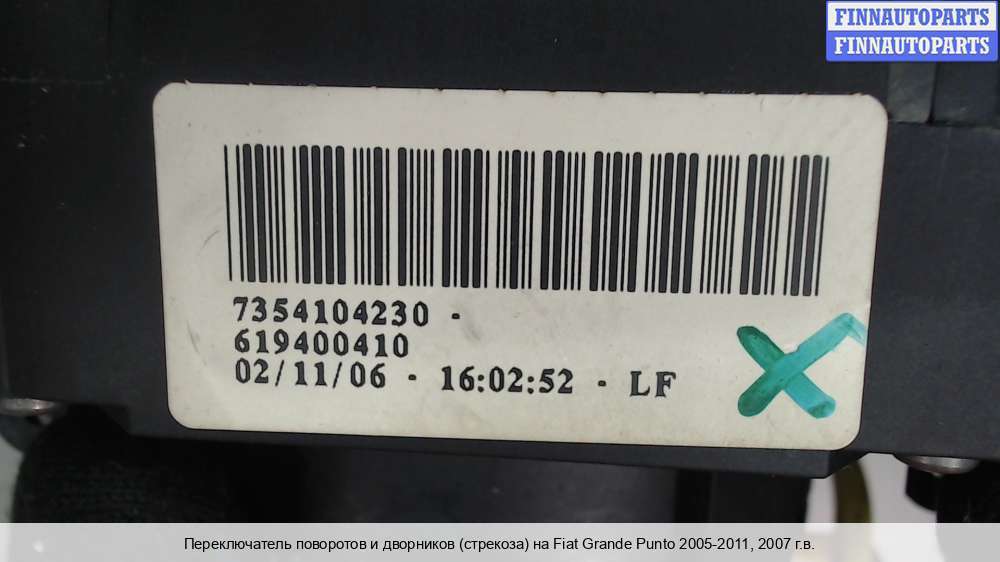 FINNAUTOPARTS
FINNAUTOPARTS
7354104230 -
619400410
02/11/06 - 16:02:52 - LF
Переключатель поворотов и дворников (стрекоза) на Fiat Grande Punto 2005-2011, 2007 г.в.